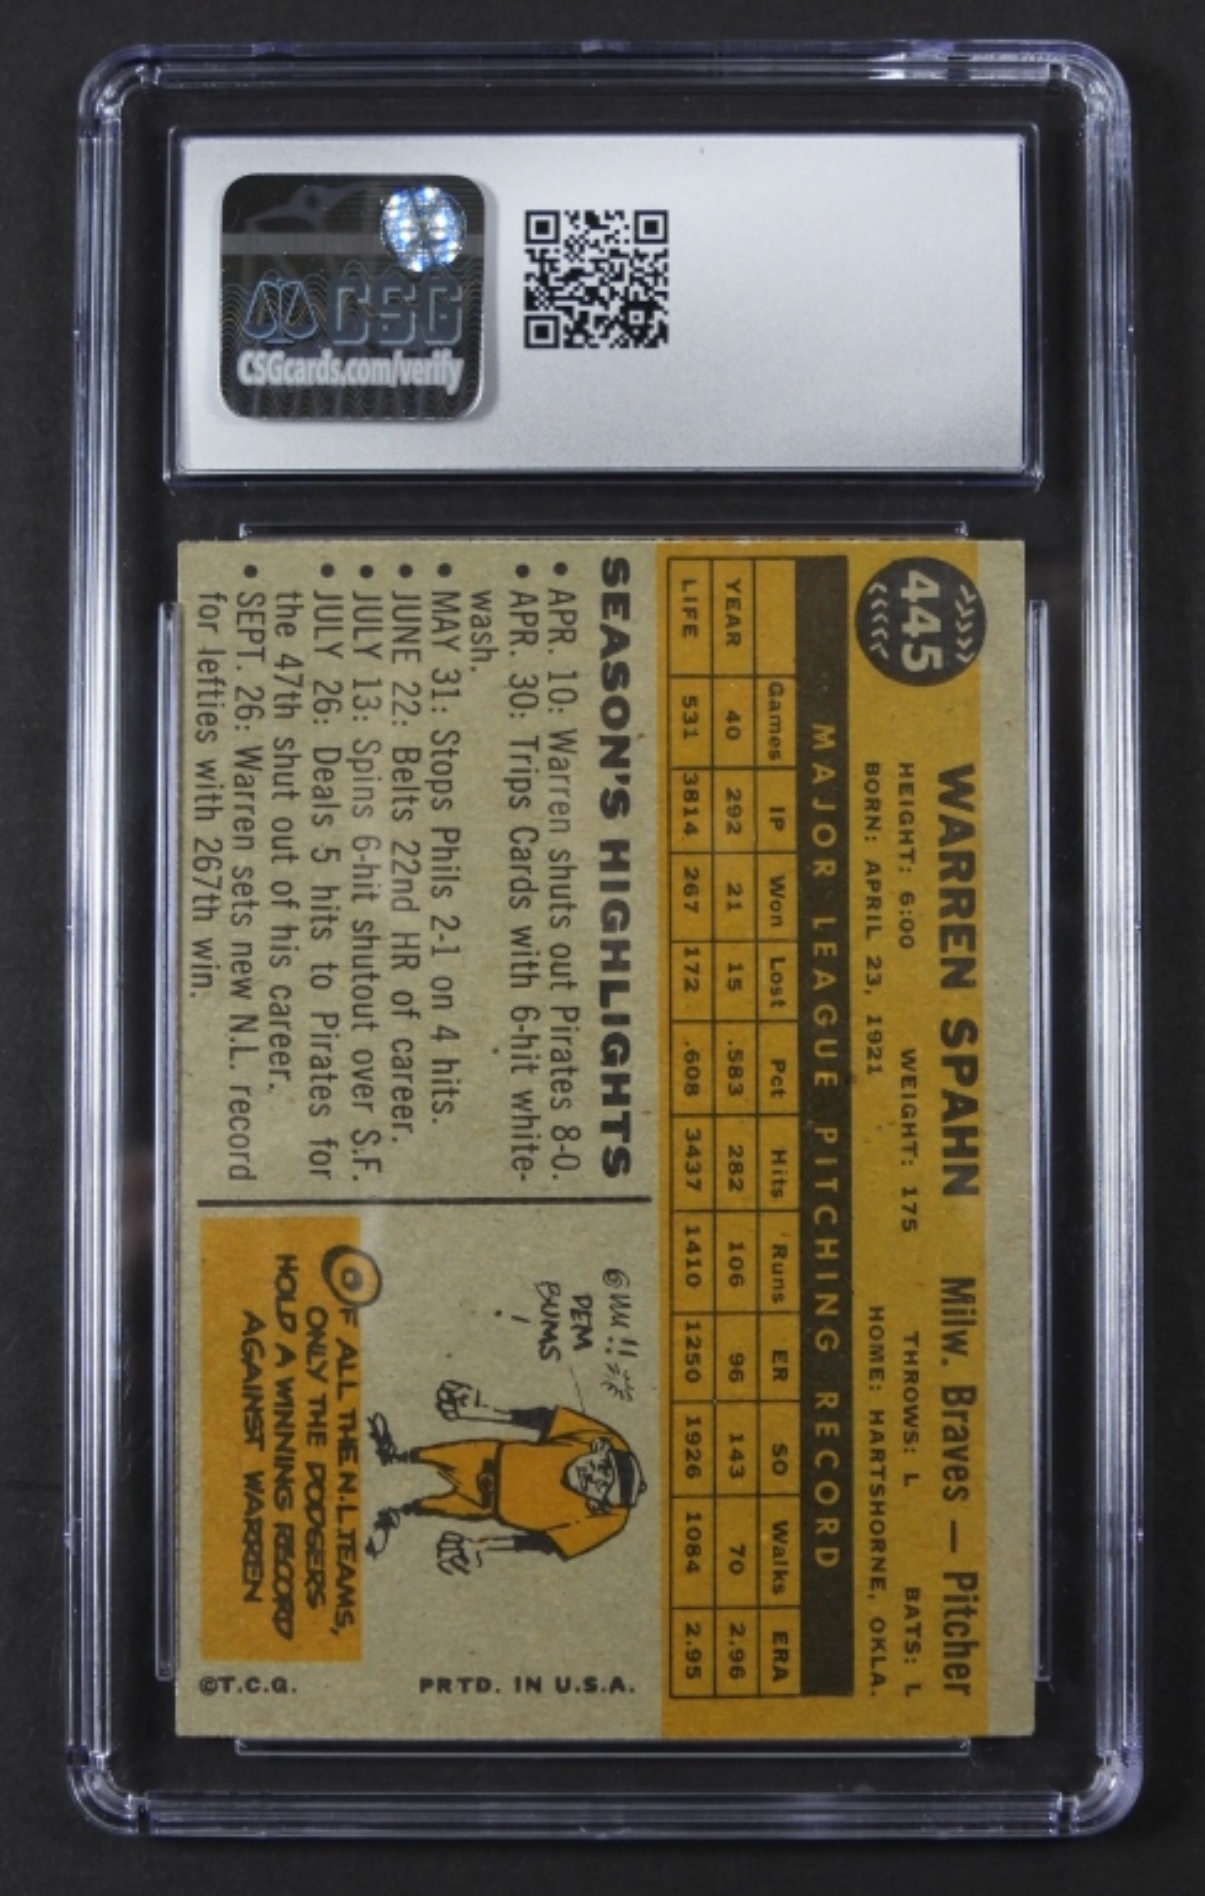 CSG
CSGcards.com/verify
445
WARREN SPAHN Milw. Braves — Pitcher
HEIGHT: 6:00 WEIGHT: 175 THROWS: L BATS: L
BORN: APRIL 23, 1921 HOME: HARTSHORNE, OKLA.
MAJOR LEAGUE PITCHING RECORD
Games IP Won Lost Pct Hits Runs ER SO Walks ERA
YEAR 40 292 21 15 .583 282 106 96 143 70 2.96
LIFE 531 3814 267 172 .608 3437 1410 1250 1926 1084 2.95
SEASON'S HIGHLIGHTS
• APR. 10: Warren shuts out Pirates 8-0.
• APR. 30: Trips Cards with 6-hit white-
wash.
• MAY 31: Stops Phils 2-1 on 4 hits.
• JUNE 22: Belts 22nd HR of career.
• JULY 13: Spins 6-hit shutout over S.F.
• JULY 26: Deals 5 hits to Pirates for
the 47th shut out of his career.
• SEPT. 26: Warren sets new N.L. record
for lefties with 267th win.
DEM
BUMS
!
OF ALL THE N.L. TEAMS,
ONLY THE DODGERS
HOLD A WINNING RECORD
AGAINST WARREN
©T.C.G. PRTD. IN U.S.A.